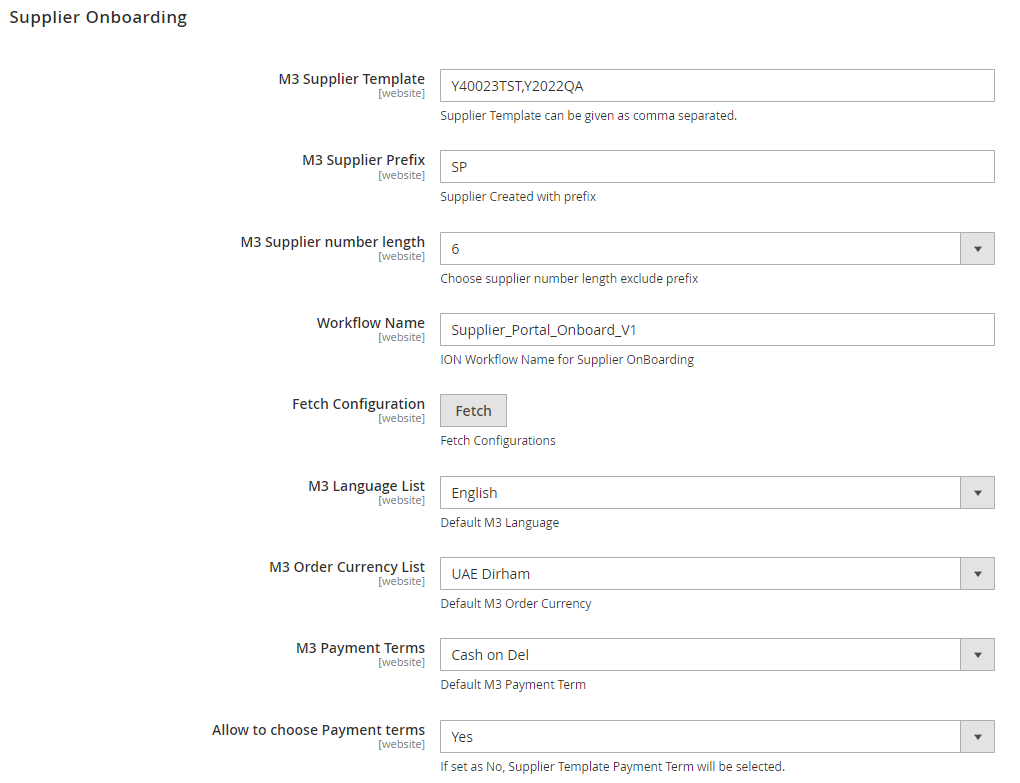 Supplier Onboarding
M3 Supplier Template
[website]
Y40023TST,Y2022QA
Supplier Template can be given as comma separated.
M3 Supplier Prefix
[website]
SP
Supplier Created with prefix
M3 Supplier number length
[website]
6
Choose supplier number length exclude prefix
Workflow Name
[website]
Supplier_Portal_Onboard_V1
ION Workflow Name for Supplier OnBoarding
Fetch Configuration
[website]
Fetch
Fetch Configurations
M3 Language List
[website]
English
Default M3 Language
M3 Order Currency List
[website]
UAE Dirham
Default M3 Order Currency
M3 Payment Terms
[website]
Cash on Del
Default M3 Payment Term
Allow to choose Payment terms
[website]
Yes
If set as No, Supplier Template Payment Term will be selected.